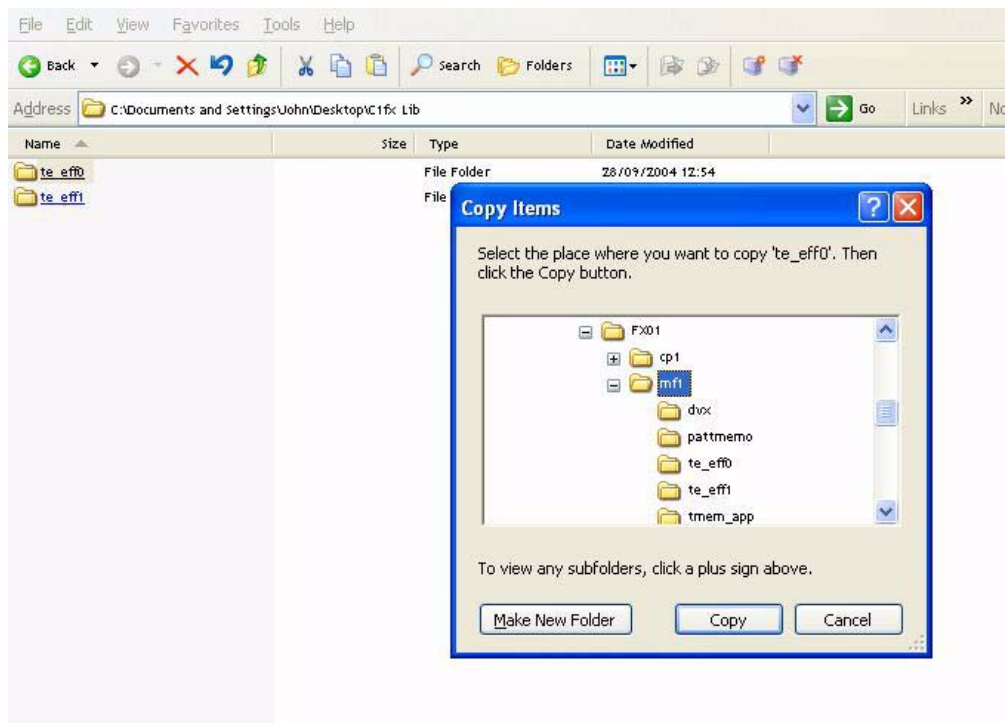 File Edit View Favorites Tools Help
Back Search Folders
Address C:\Documents and Settings\John\Desktop\C1fx Lib Go Links »
Name Size Type Date Modified
te_eff0 File Folder 28/09/2004 12:54
te_eff1 File
Copy Items
Select the place where you want to copy 'te_eff0'. Then
click the Copy button.
FX01
cp1
mf1
dvx
pattmemo
te_eff0
te_eff1
tmem_app
To view any subfolders, click a plus sign above.
Make New Folder Copy Cancel